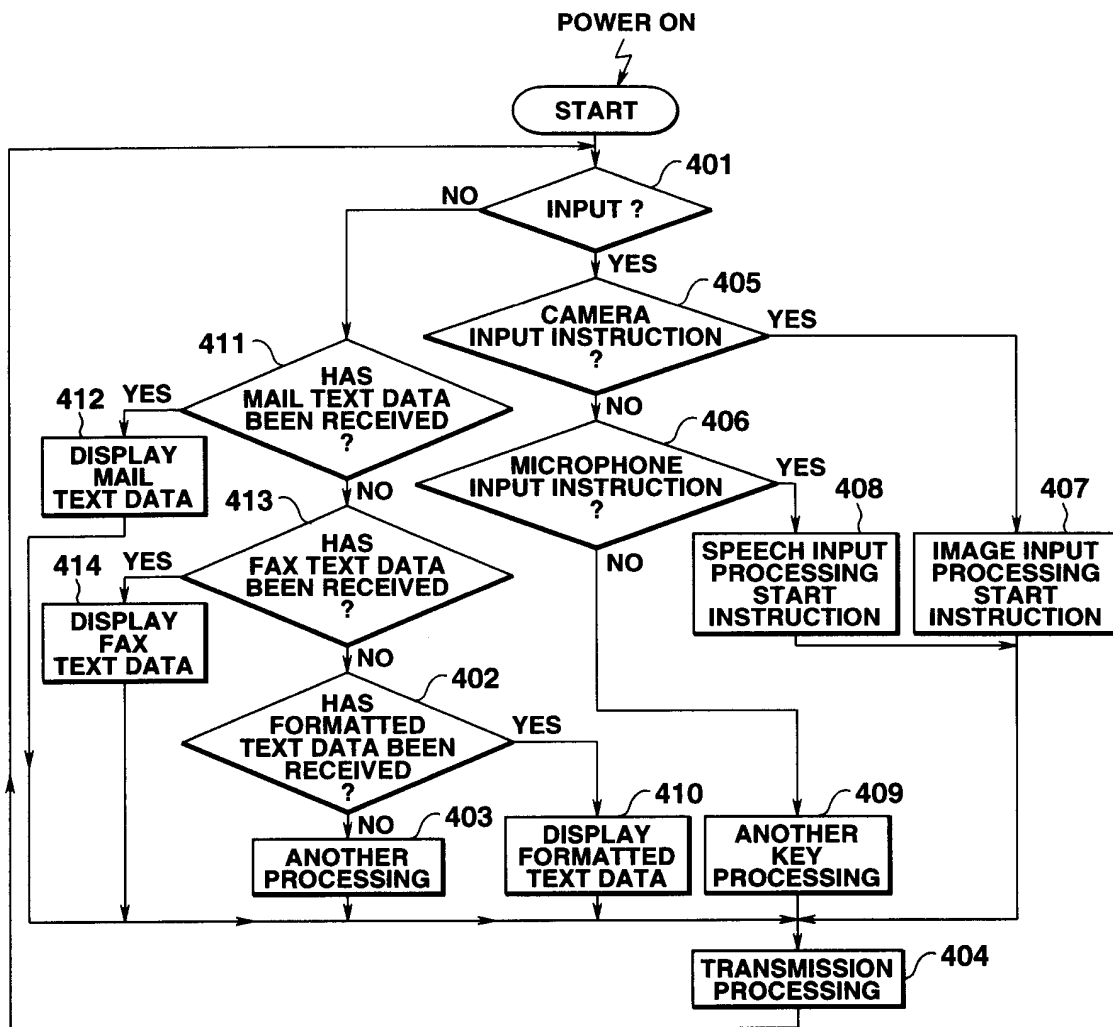 POWER ON
START
401
NO
INPUT ?
YES
405
CAMERA
INPUT INSTRUCTION
?
YES
411
HAS
MAIL TEXT DATA
BEEN RECEIVED
?
YES
412
DISPLAY
MAIL
TEXT DATA
NO
406
MICROPHONE
INPUT INSTRUCTION
?
YES
408
407
NO
413
HAS
FAX TEXT DATA
BEEN RECEIVED
?
YES
414
DISPLAY
FAX
TEXT DATA
NO
SPEECH INPUT
PROCESSING
START
INSTRUCTION
IMAGE INPUT
PROCESSING
START
INSTRUCTION
NO
402
HAS
FORMATTED
TEXT DATA BEEN
RECEIVED
?
YES
NO
403
ANOTHER
PROCESSING
410
DISPLAY
FORMATTED
TEXT DATA
409
ANOTHER
KEY
PROCESSING
TRANSMISSION
PROCESSING
404